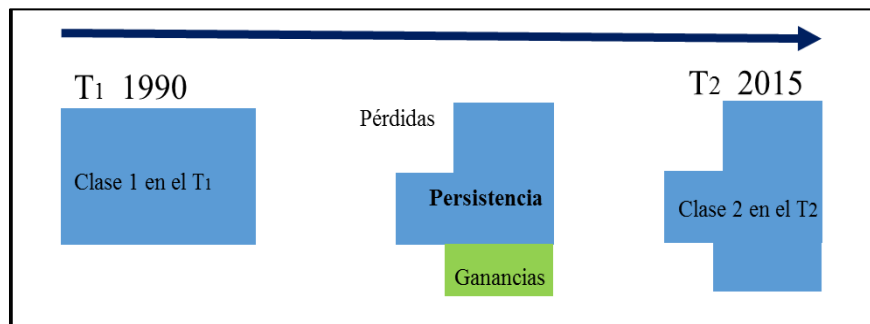 T1 1990
T2 2015
Pérdidas
Clase 1 en el T1
Persistencia
Clase 2 en el T2
Ganancias